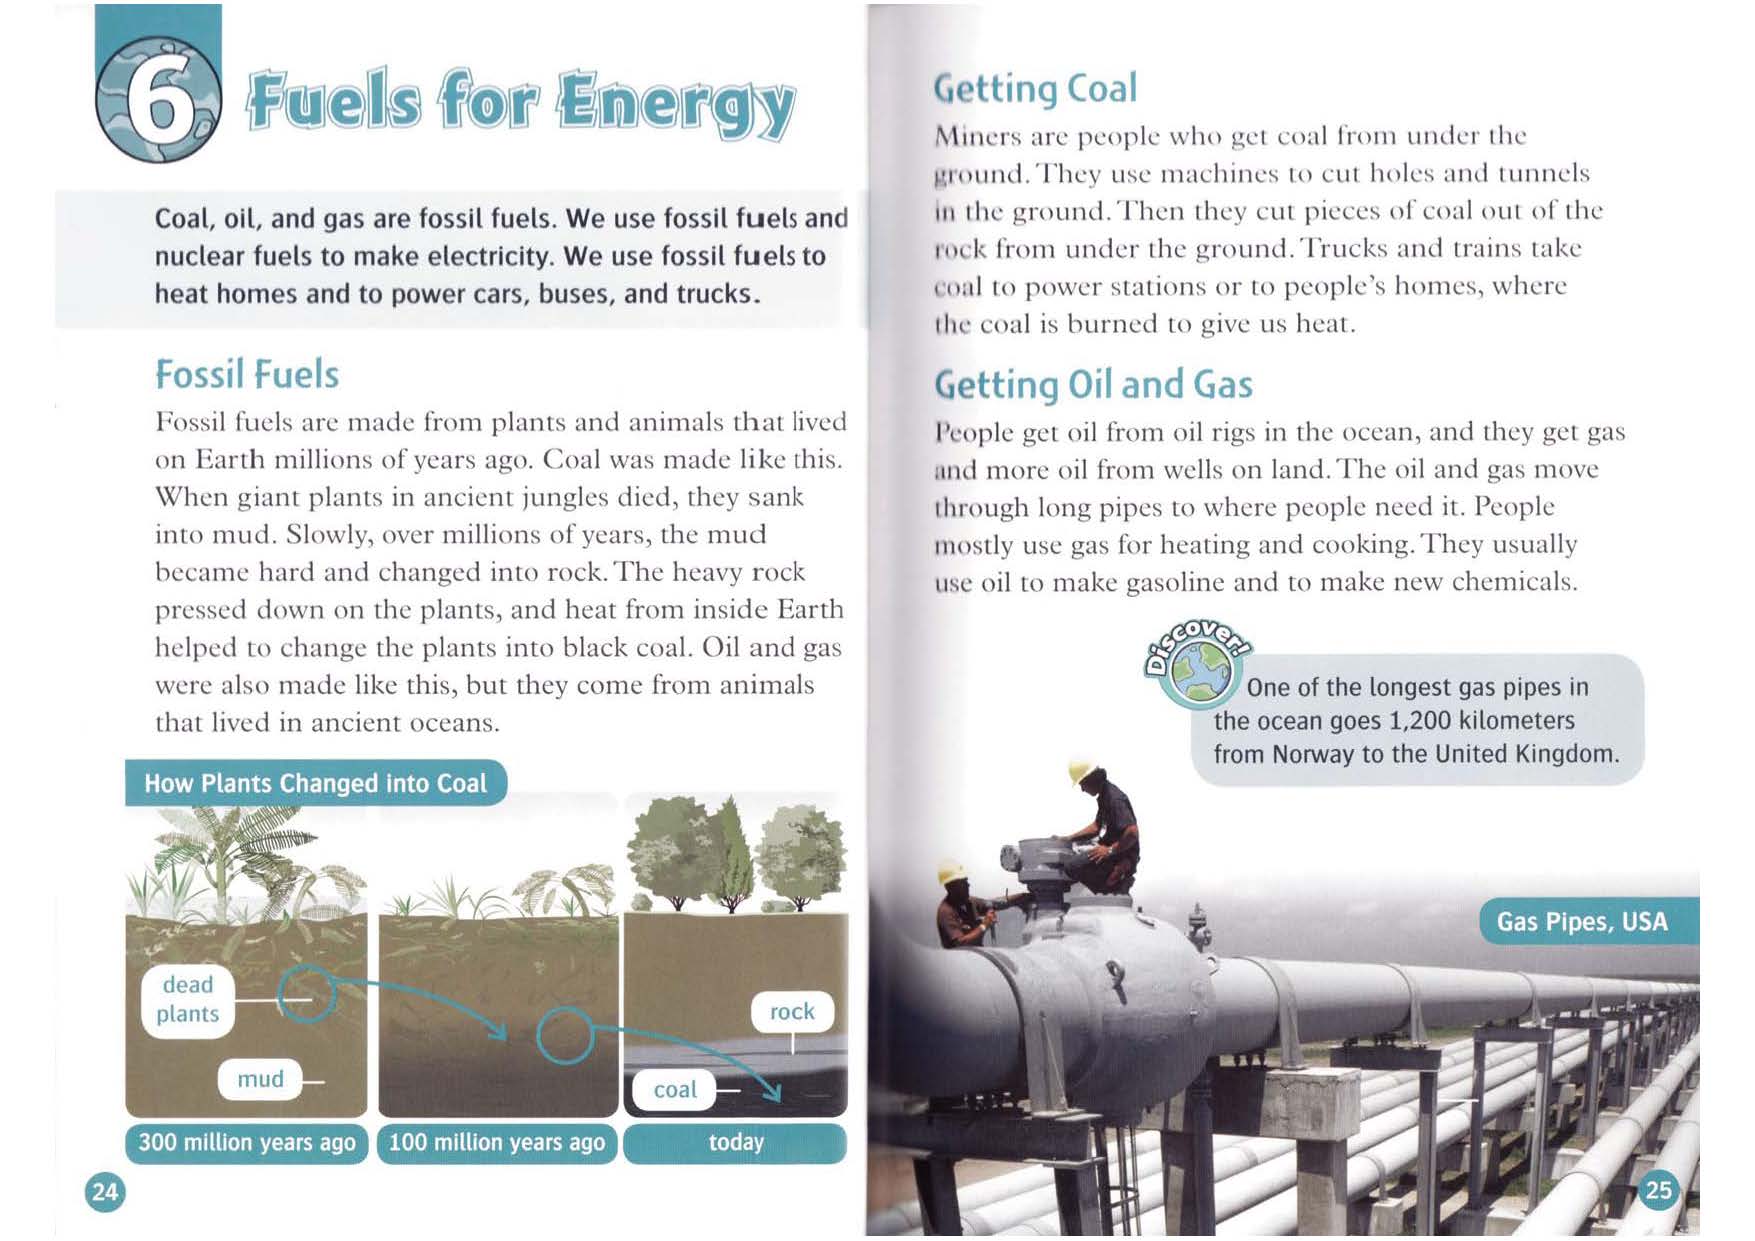 6
Fuels for Energy
Coal, oil, and gas are fossil fuels. We use fossil fuels and
nuclear fuels to make electricity. We use fossil fuels to
heat homes and to power cars, buses, and trucks.
Fossil Fuels
Fossil fuels are made from plants and animals that lived
on Earth millions of years ago. Coal was made like this.
When giant plants in ancient jungles died, they sank
into mud. Slowly, over millions of years, the mud
became hard and changed into rock. The heavy rock
pressed down on the plants, and heat from inside Earth
helped to change the plants into black coal. Oil and gas
were also made like this, but they come from animals
that lived in ancient oceans.
How Plants Changed into Coal
dead
plants
mud
rock
coal
300 million years ago
100 million years ago
today
24
Getting Coal
Miners are people who get coal from under the
ground. They use machines to cut holes and tunnels
in the ground. Then they cut pieces of coal out of the
rock from under the ground. Trucks and trains take
coal to power stations or to people's homes, where
the coal is burned to give us heat.
Getting Oil and Gas
People get oil from oil rigs in the ocean, and they get gas
and more oil from wells on land. The oil and gas move
through long pipes to where people need it. People
mostly use gas for heating and cooking. They usually
use oil to make gasoline and to make new chemicals.
Discover!
One of the longest gas pipes in
the ocean goes 1,200 kilometers
from Norway to the United Kingdom.
Gas Pipes, USA
25